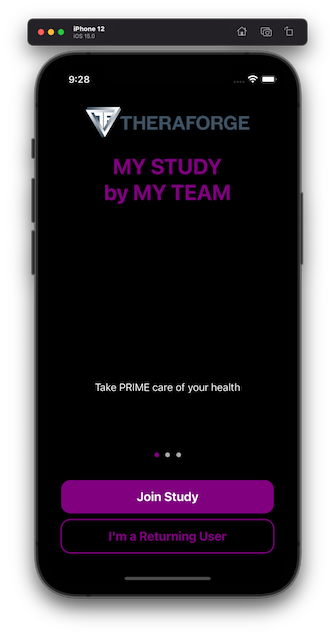 iPhone 12
iOS 15.0
9:28
TF THERAFORGE
MY STUDY
by MY TEAM
Take PRIME care of your health
Join Study
I'm a Returning User